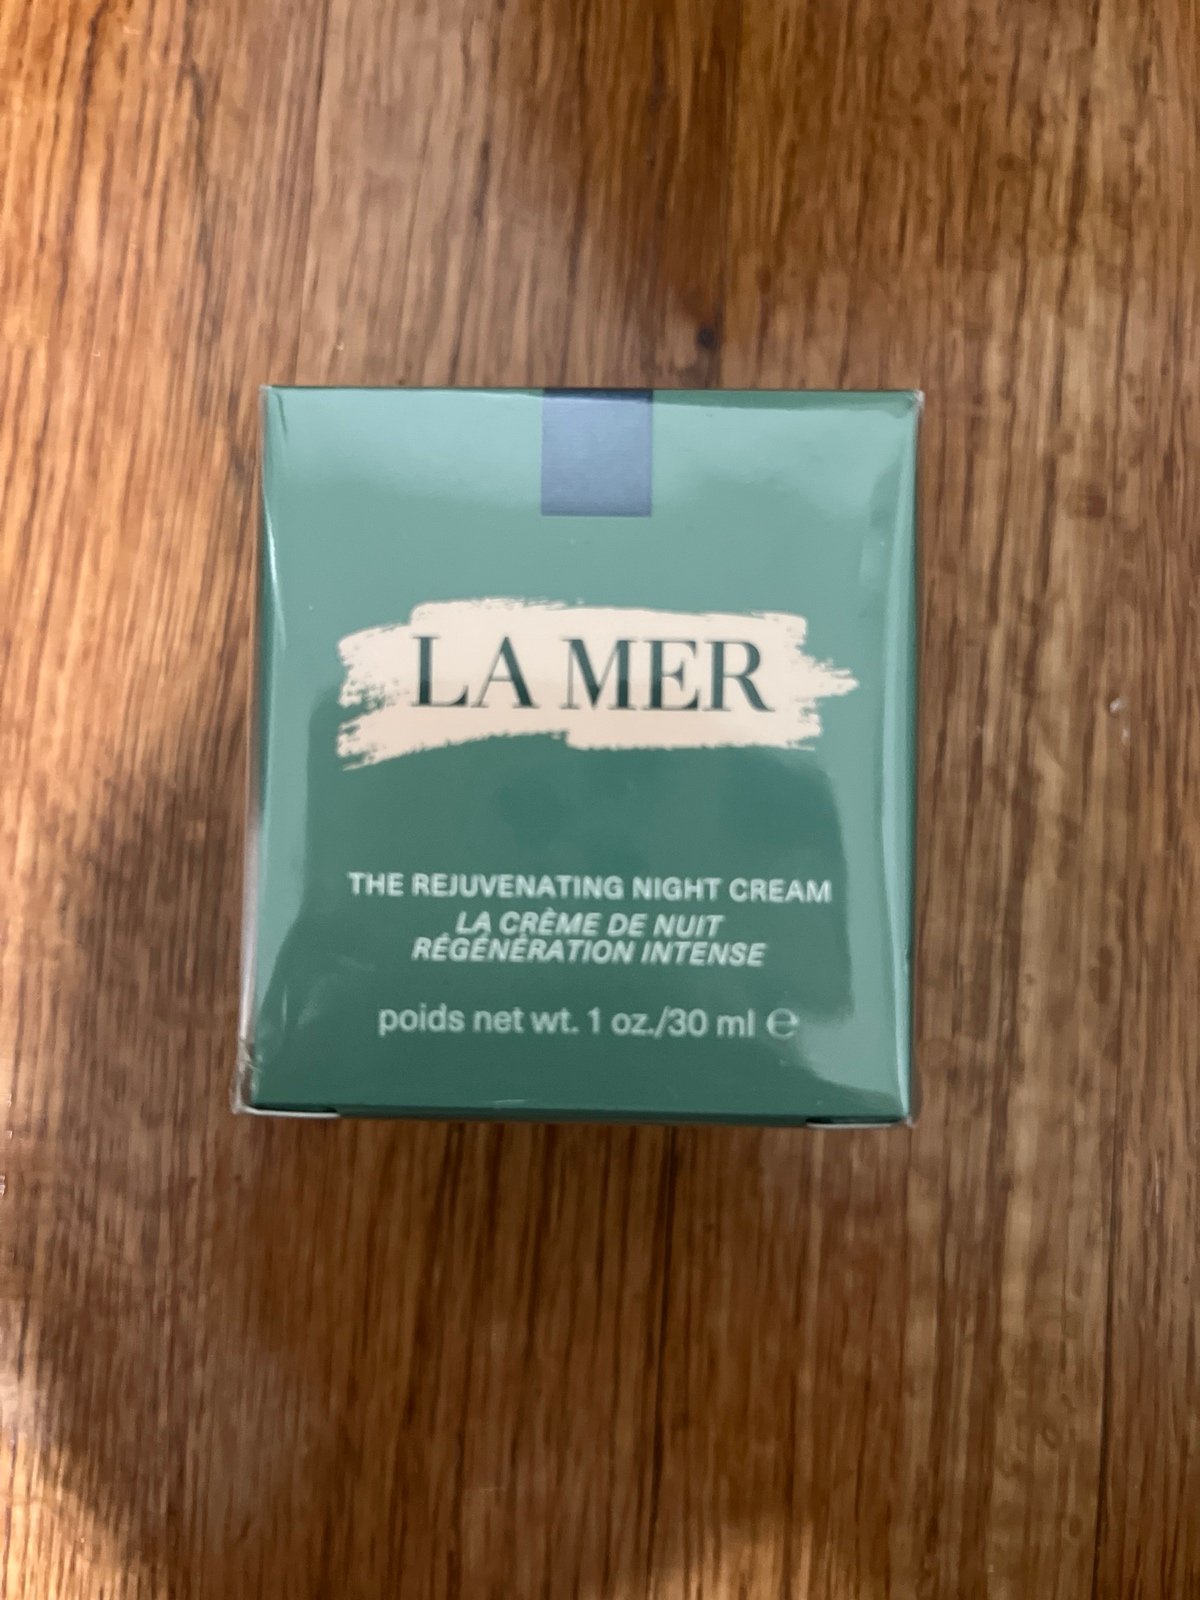 LA MER
THE REJUVENATING NIGHT CREAM
LA CRÈME DE NUIT
RÉGÉNÉRATION INTENSE
poids net wt. 1 oz./30 ml ℮